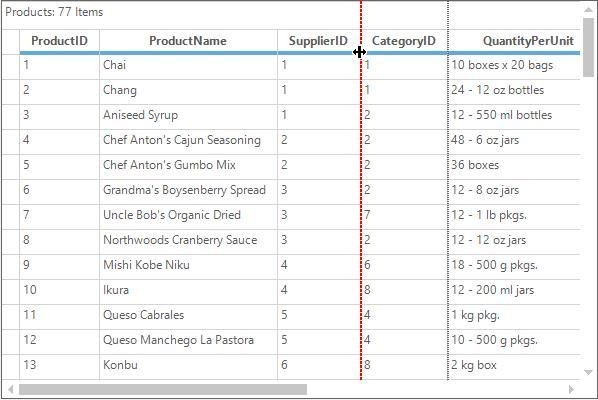 Products: 77 Items
ProductID ProductName SupplierID CategoryID QuantityPerUnit
1 Chai 1 1 10 boxes x 20 bags
2 Chang 1 1 24 - 12 oz bottles
3 Aniseed Syrup 1 2 12 - 550 ml bottles
4 Chef Anton's Cajun Seasoning 2 2 48 - 6 oz jars
5 Chef Anton's Gumbo Mix 2 2 36 boxes
6 Grandma's Boysenberry Spread 3 2 12 - 8 oz jars
7 Uncle Bob's Organic Dried 3 7 12 - 1 lb pkgs.
8 Northwoods Cranberry Sauce 3 2 12 - 12 oz jars
9 Mishi Kobe Niku 4 6 18 - 500 g pkgs.
10 Ikura 4 8 12 - 200 ml jars
11 Queso Cabrales 5 4 1 kg pkg.
12 Queso Manchego La Pastora 5 4 10 - 500 g pkgs.
13 Konbu 6 8 2 kg box